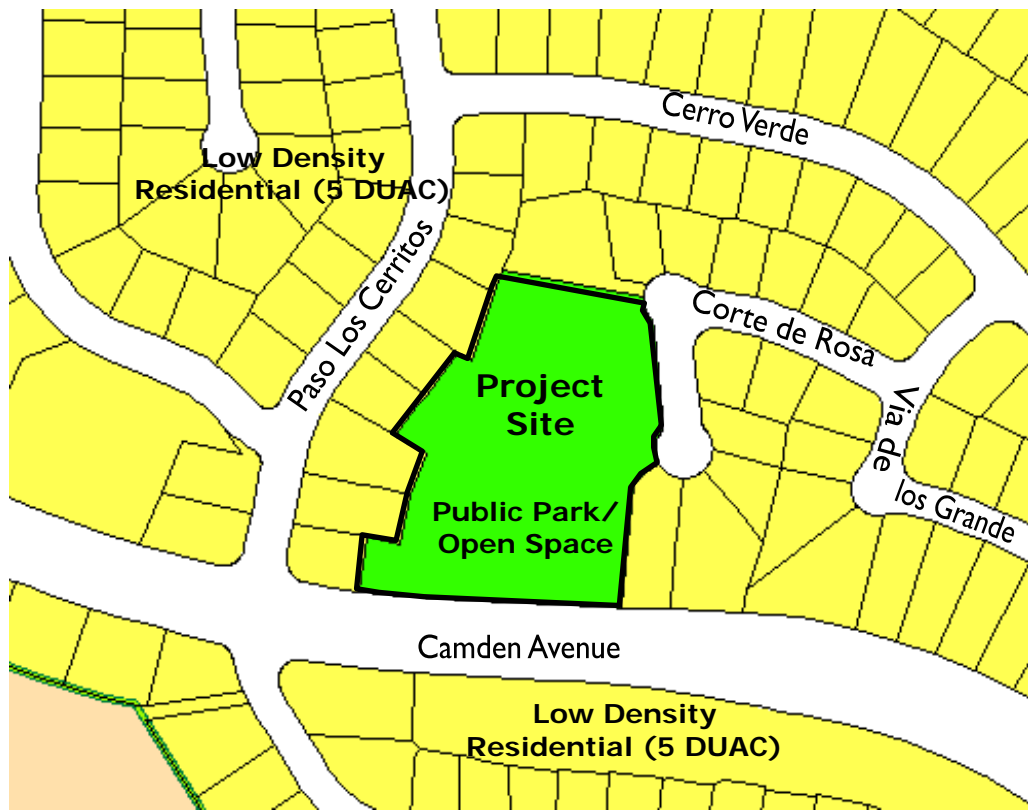 Cerro Verde
Low Density
Residential (5 DUAC)
Paso Los Cerritos
Corte de Rosa
Project
Site
Via de
los Grande
Public Park/
Open Space
Camden Avenue
Low Density
Residential (5 DUAC)